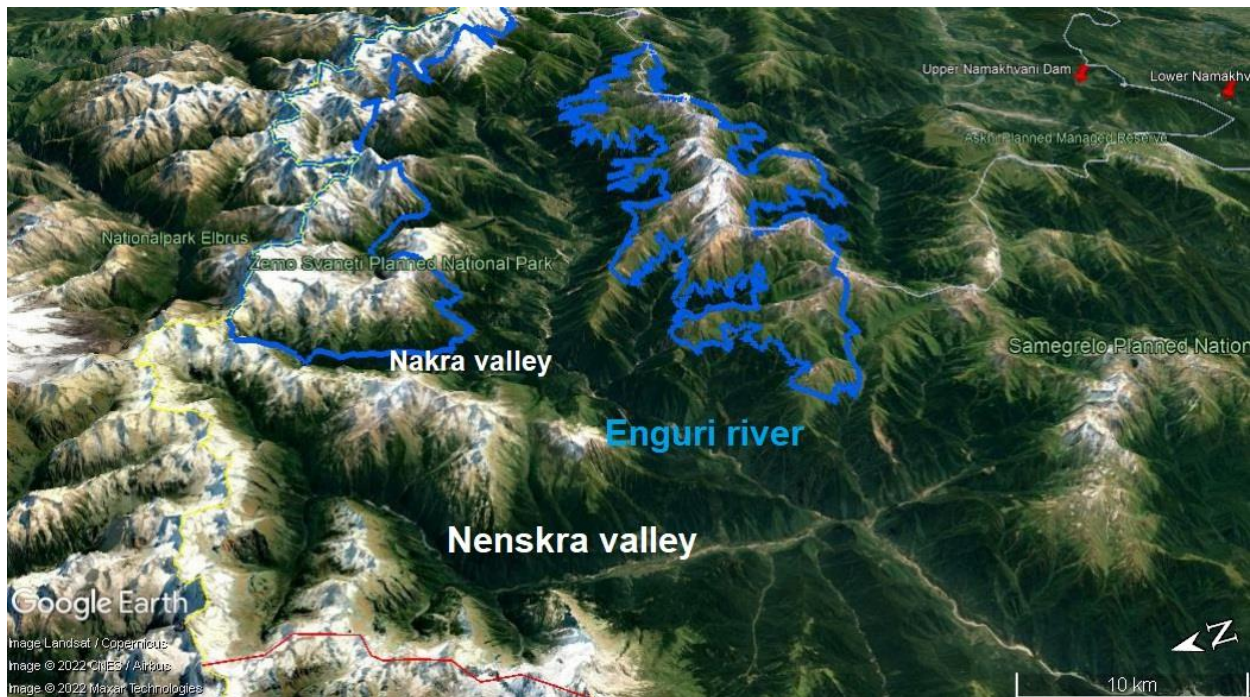 Upper Namakhvani Dam
Lower Namakhv
Askhi Planned Managed Reserve
Nationalpark Elbrus
Zemo Svaneti Planned National Park
Samegrelo Planned Nation
Nakra valley
Enguri river
Nenskra valley
Google Earth
Image Landsat / Copernicus
Image © 2022 CNES / Airbus
Image © 2022 Maxar Technologies
N
10 km